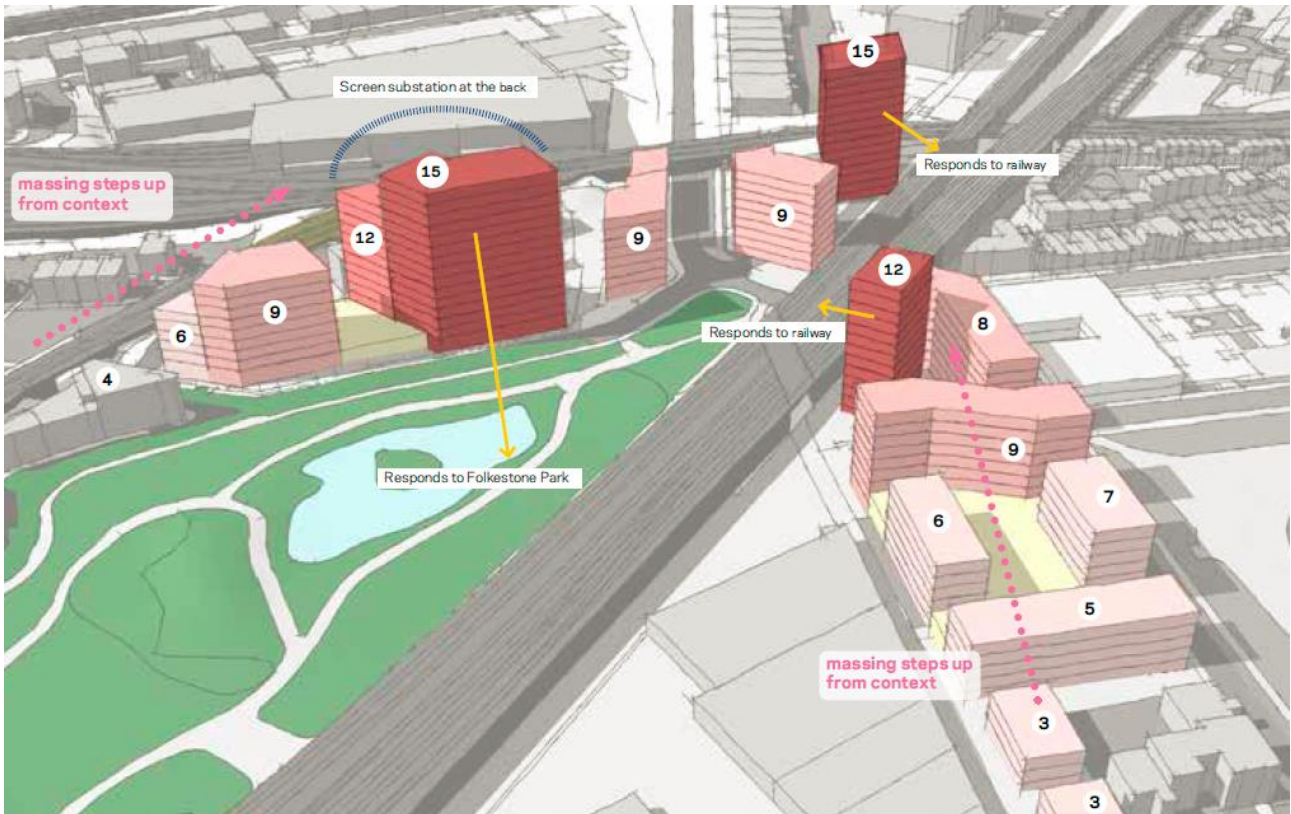 15
Screen substation at the back
15
Responds to railway
massing steps up
from context
12
9
9
12
6
9
8
Responds to railway
4
9
7
Responds to Folkestone Park
6
5
massing steps up
from context
3
3